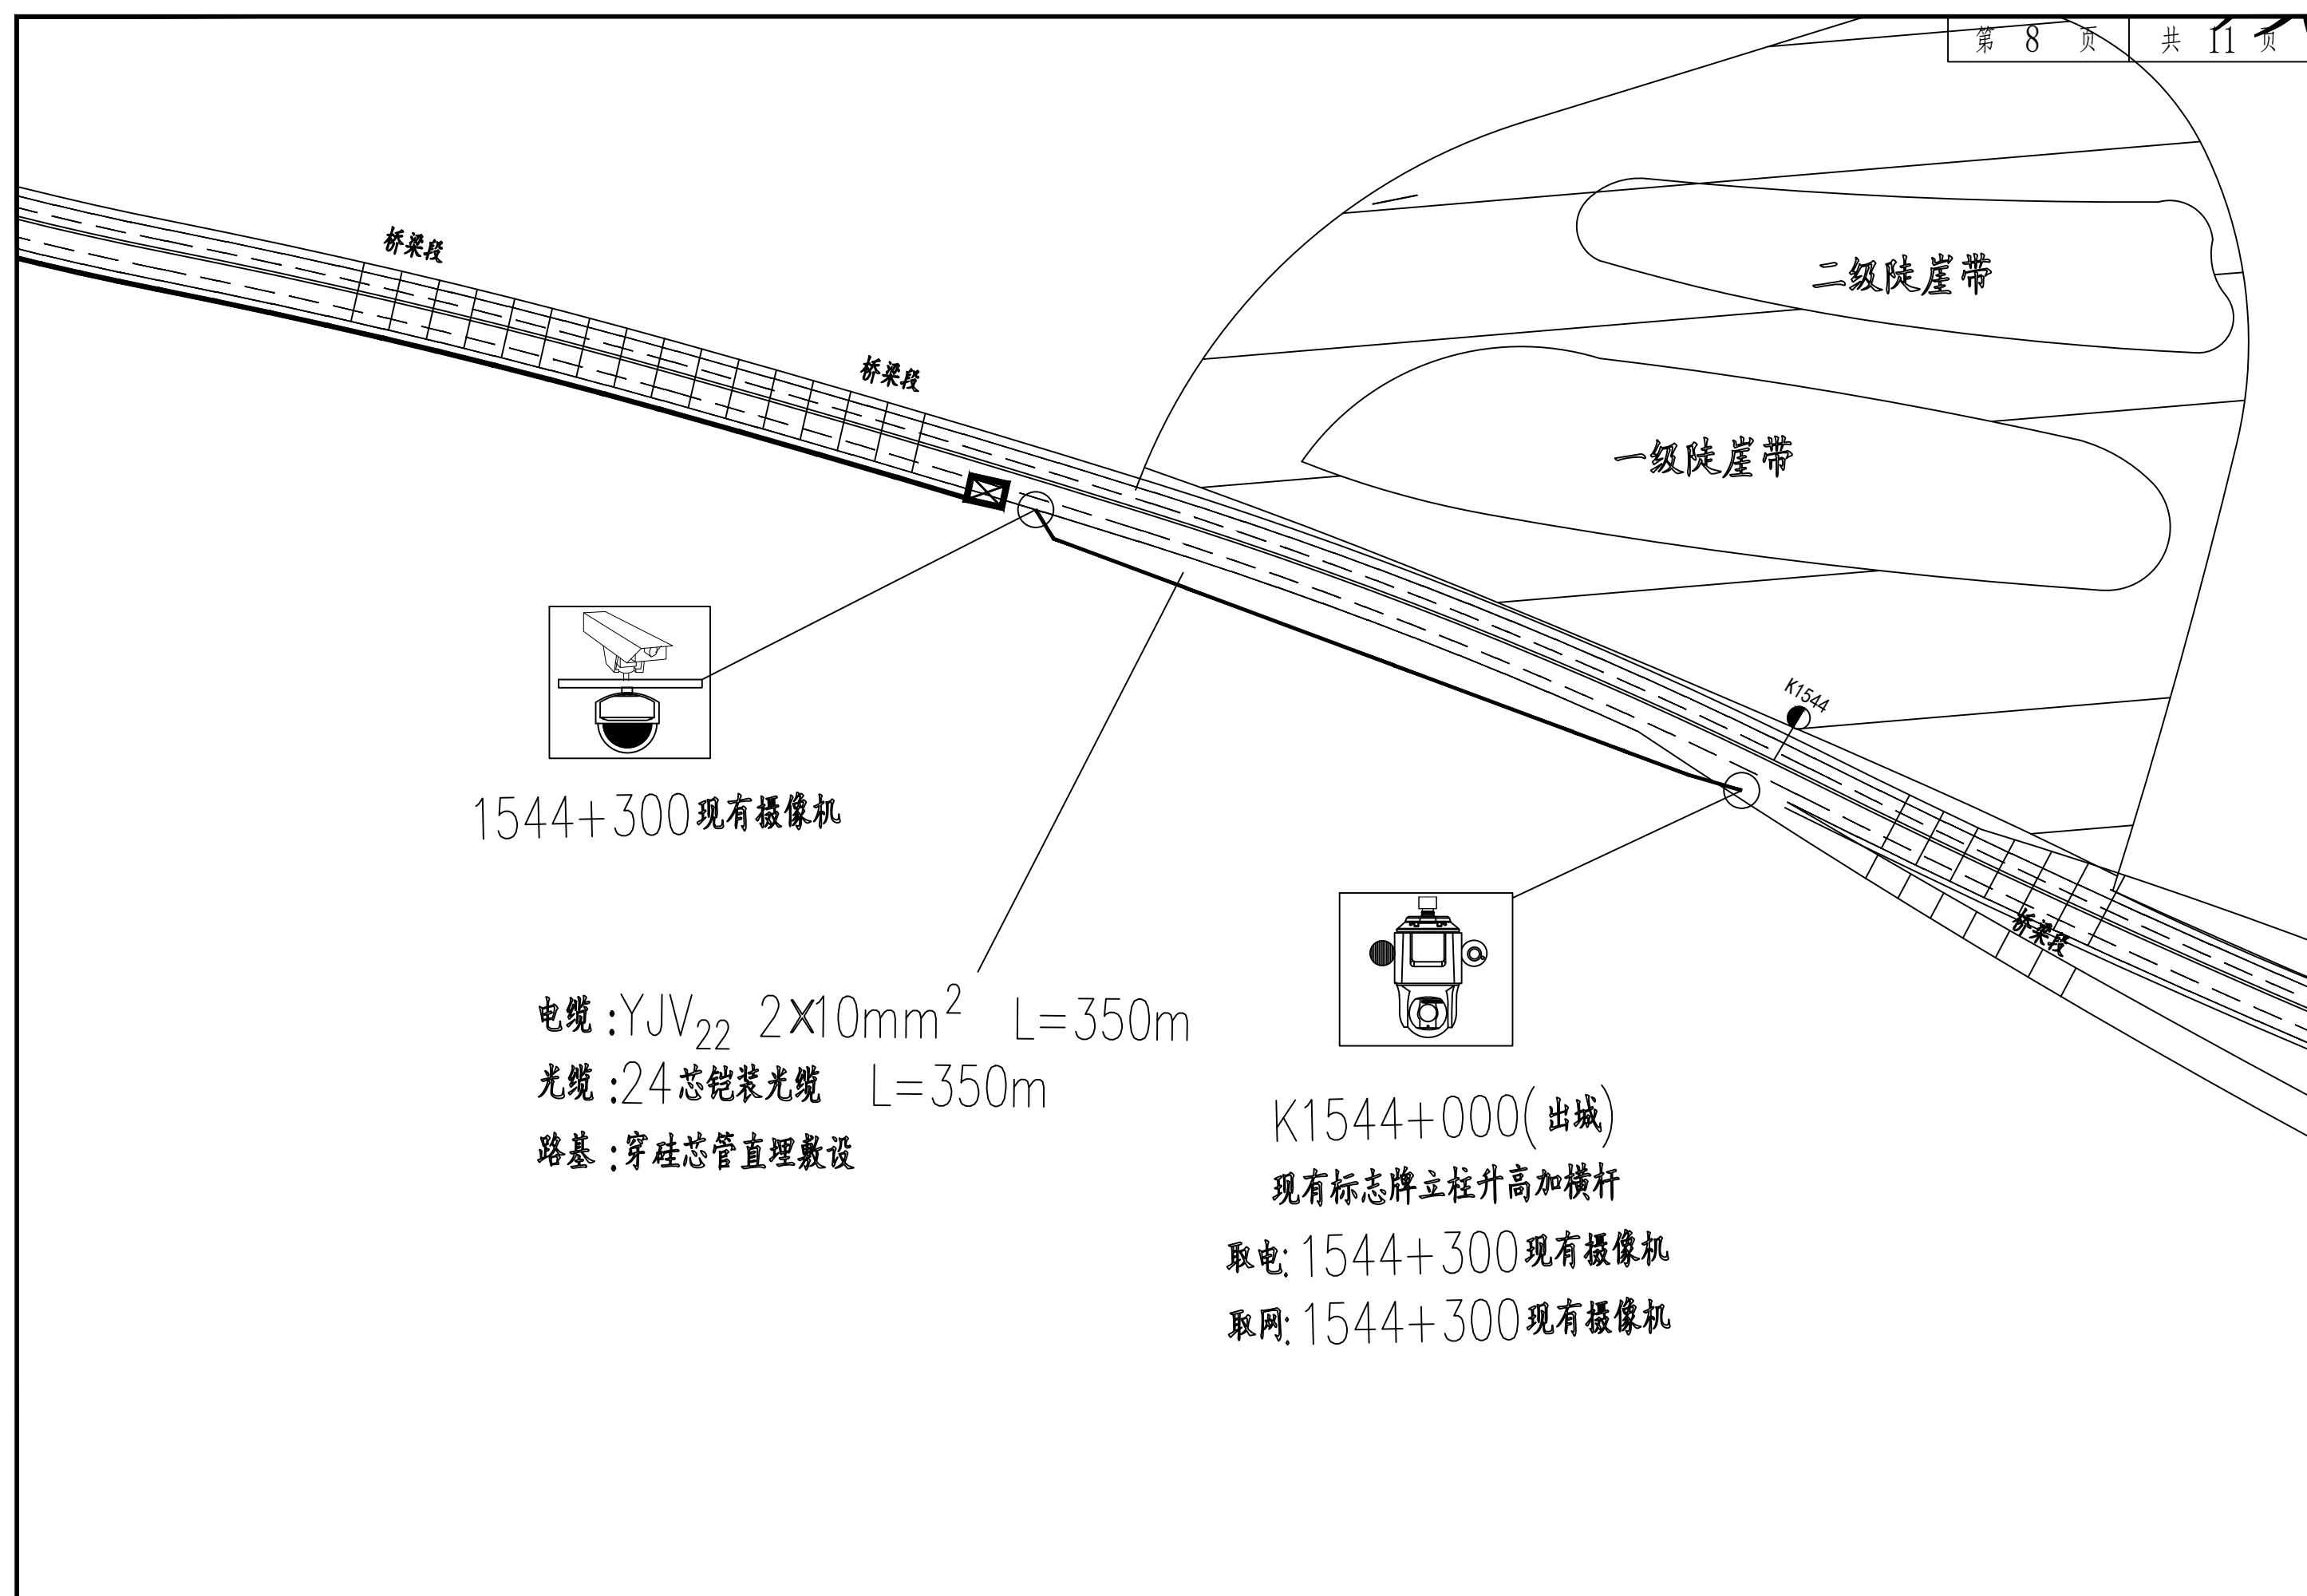 第 8 页 共 11 页
桥梁段
二级陡崖带
桥梁段
一级陡崖带
K1544
1544+300现有摄像机
桥梁段
电缆:YJV22 2X10mm² L=350m
光缆:24芯铠装光缆 L=350m
路基:穿硅芯管直埋敷设
K1544+000(出城)
现有标志牌立柱升高加横杆
取电:1544+300现有摄像机
取网:1544+300现有摄像机